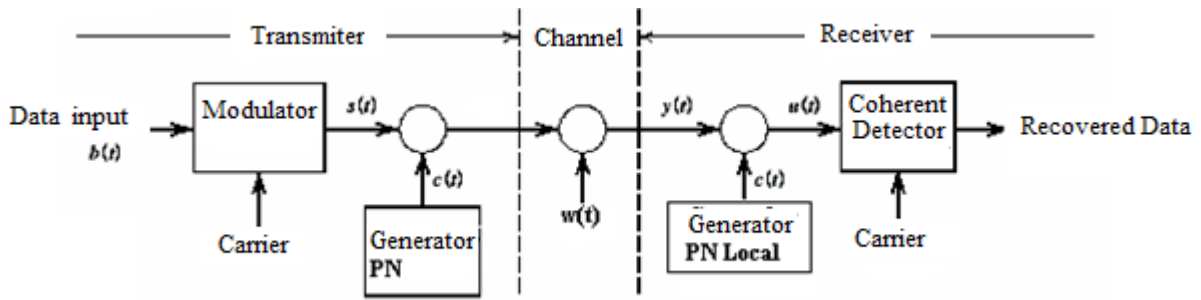 Transmiter
Channel
Receiver
Data input
b(t)
Modulator
s(t)
c(t)
Generator
PN
Carrier
w(t)
y(t)
u(t)
c(t)
Generator
PN Local
Coherent
Detector
Carrier
Recovered Data